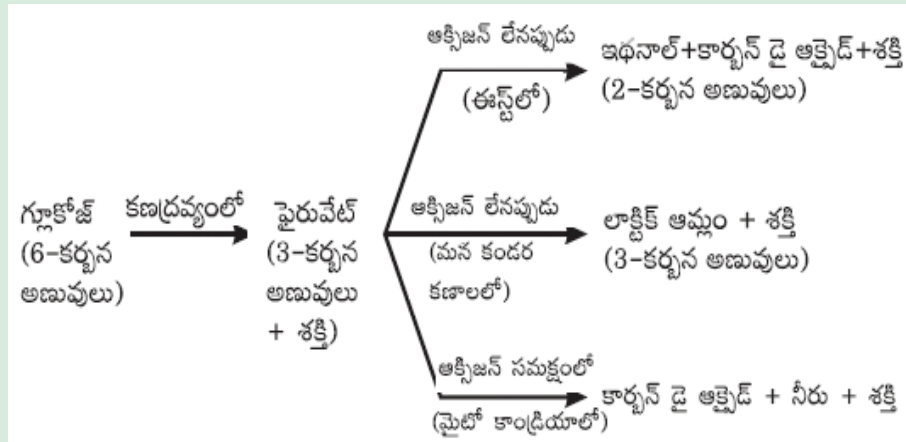 ఆక్సిజన్ లేనప్పుడు
ఇథనాల్+కార్బన్ డై ఆక్సైడ్+శక్తి
(ఈస్ట్‌లో)
(2-కర్బన అణువులు)
గ్లూకోజ్
(6-కర్బన
అణువులు)
కణద్రవ్యంలో
పైరువేట్
(3-కర్బన
అణువులు
+ శక్తి)
ఆక్సిజన్ లేనప్పుడు
(మన కండర
కణాలలో)
లాక్టిక్ ఆమ్లం + శక్తి
(3-కర్బన అణువులు)
ఆక్సిజన్ సమక్షంలో
(మైటో కాండ్రియాలో)
కార్బన్ డై ఆక్సైడ్ + నీరు + శక్తి